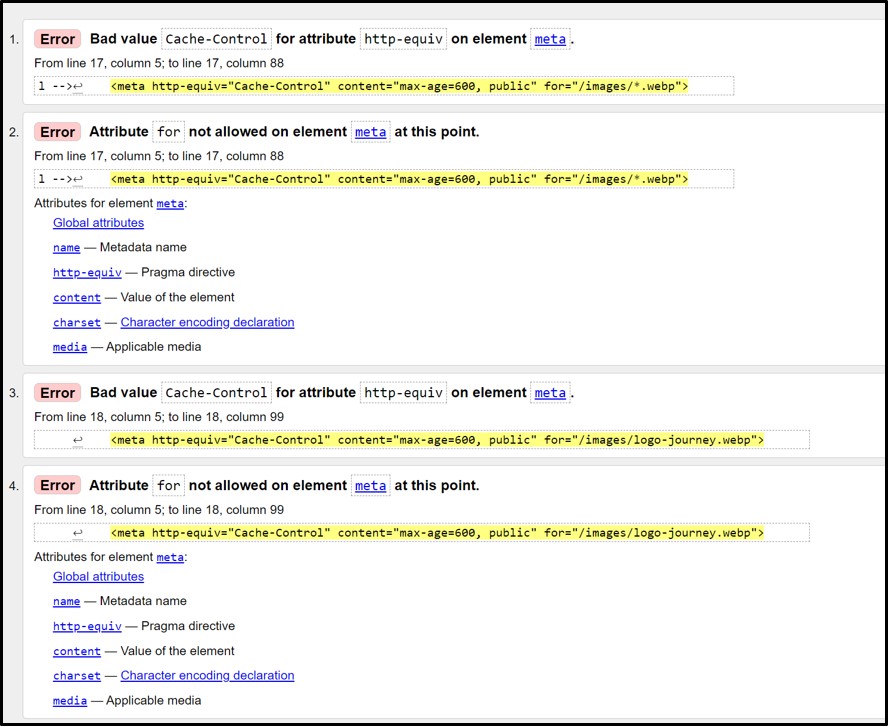 1. Error Bad value Cache-Control for attribute http-equiv on element meta.
From line 17, column 5; to line 17, column 88
l -->↩ <meta http-equiv="Cache-Control" content="max-age=600, public" for="/images/*.webp">
2. Error Attribute for not allowed on element meta at this point.
From line 17, column 5; to line 17, column 88
l -->↩ <meta http-equiv="Cache-Control" content="max-age=600, public" for="/images/*.webp">
Attributes for element meta:
Global attributes
name — Metadata name
http-equiv — Pragma directive
content — Value of the element
charset — Character encoding declaration
media — Applicable media
3. Error Bad value Cache-Control for attribute http-equiv on element meta.
From line 18, column 5; to line 18, column 99
↩ <meta http-equiv="Cache-Control" content="max-age=600, public" for="/images/logo-journey.webp">
4. Error Attribute for not allowed on element meta at this point.
From line 18, column 5; to line 18, column 99
↩ <meta http-equiv="Cache-Control" content="max-age=600, public" for="/images/logo-journey.webp">
Attributes for element meta:
Global attributes
name — Metadata name
http-equiv — Pragma directive
content — Value of the element
charset — Character encoding declaration
media — Applicable media